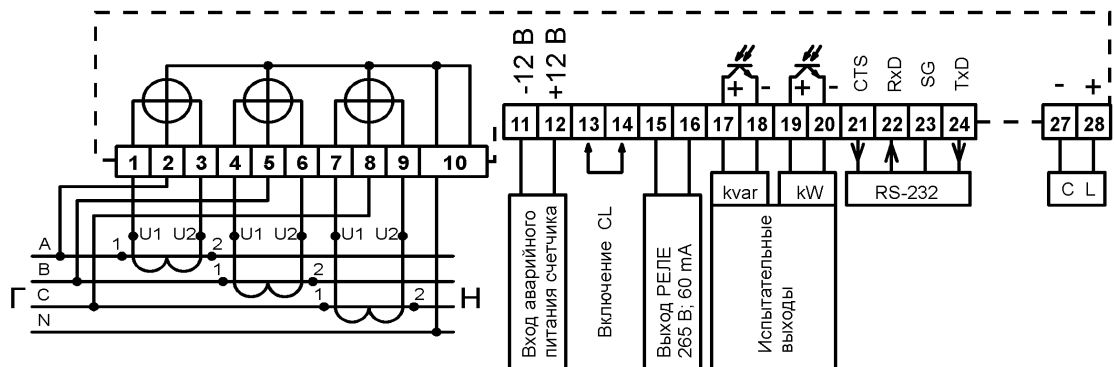 -12 В
+12 В
+ -
+ -
CTS
RxD
SG
TxD
- +
11 12 13 14 15 16 17 18 19 20 21 22 23 24
27 28
1 2 3 4 5 6 7 8 9 10
kvar
kW
RS-232
C L
Вход аварийного
питания счетчика
Включение CL
Выход РЕЛЕ
265 В; 60 mA
Испытательные
выходы
U1 U2 U1 U2 U1 U2
A 1 2
B 1 2
Г C 1 2 Н
N